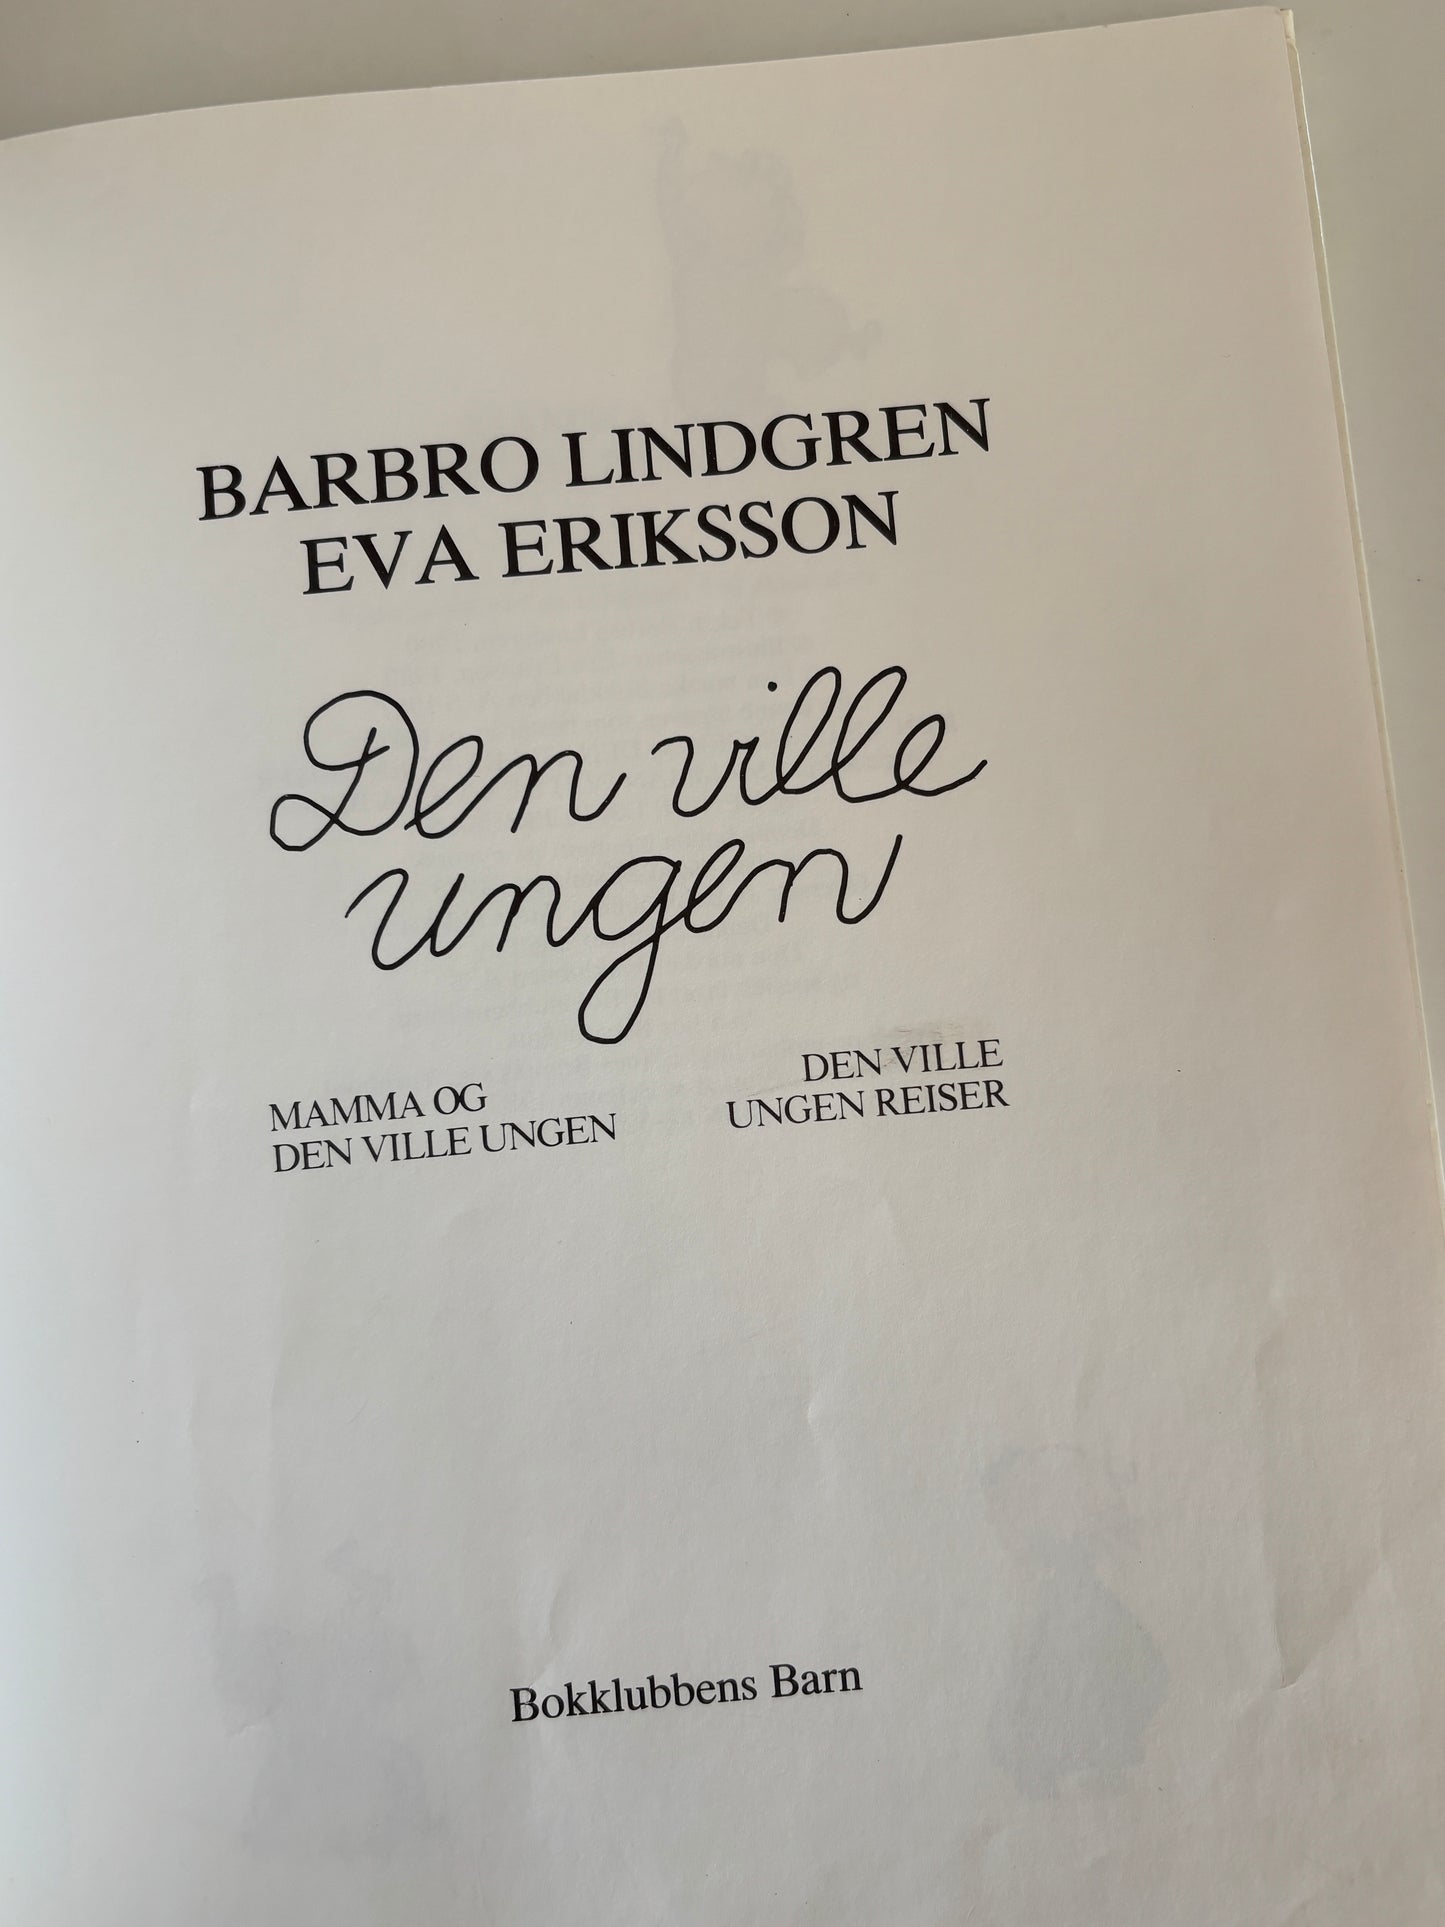 BARBRO LINDGREN
EVA ERIKSSON
Den ville
ungen
MAMMA OG
DEN VILLE UNGEN
DEN VILLE
UNGEN REISER
Bokklubbens Barn